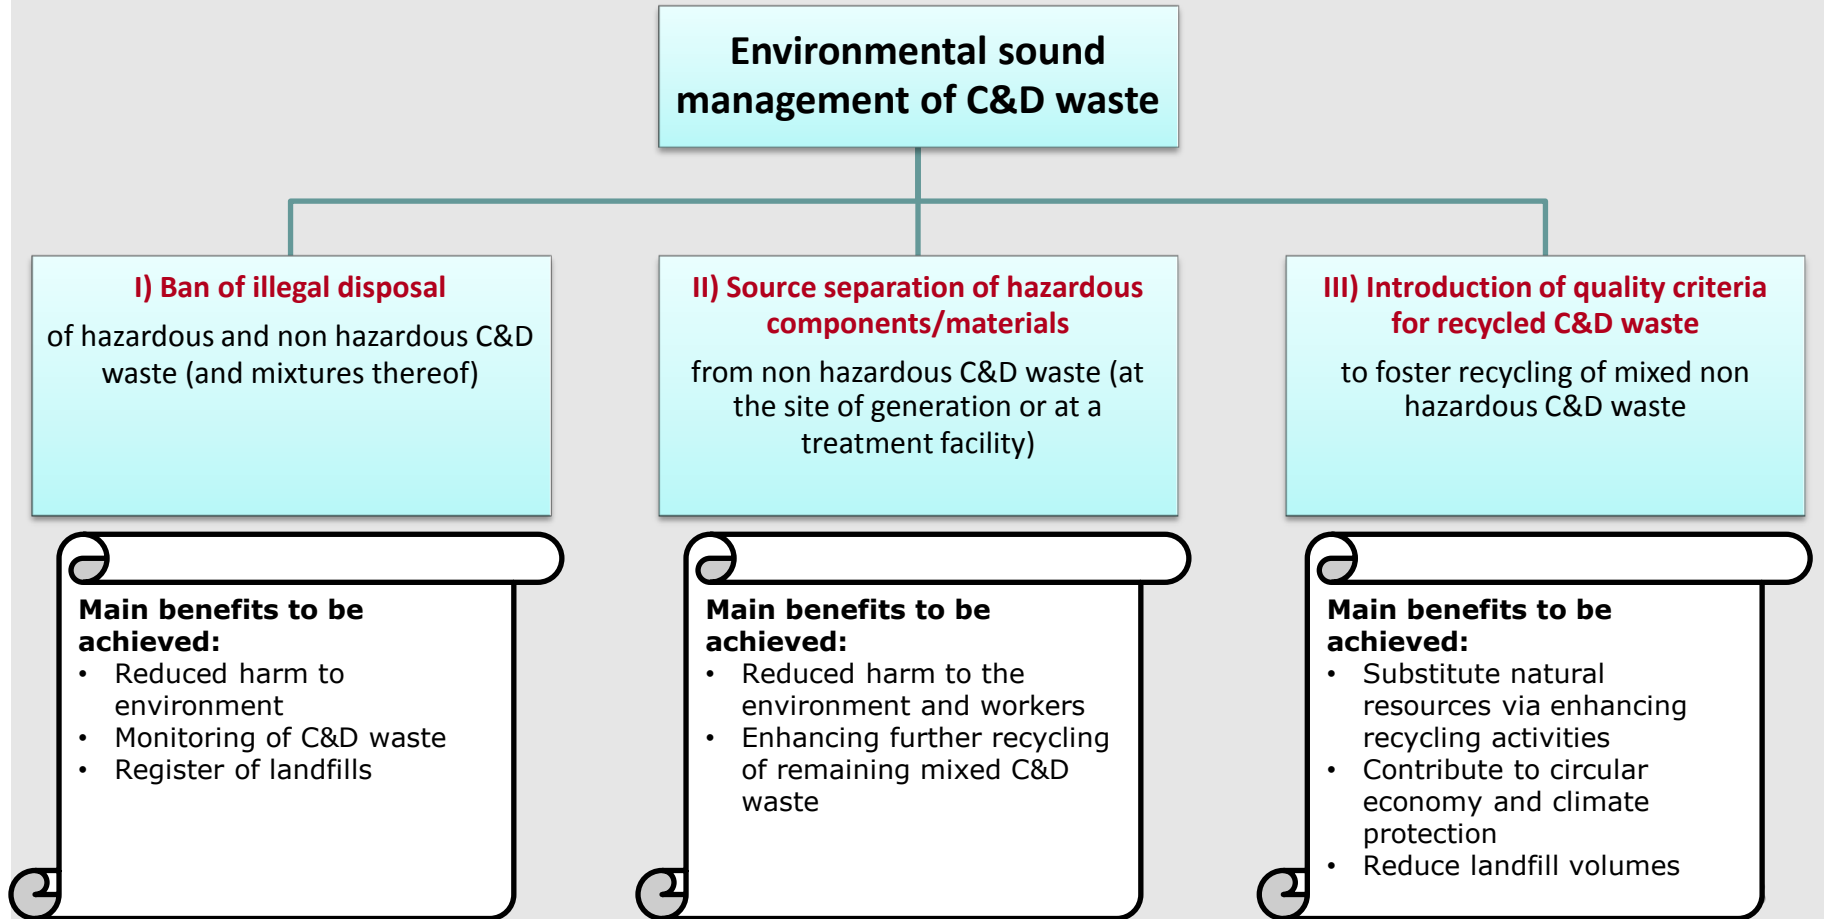 Environmental sound
management of C&D waste
I) Ban of illegal disposal
of hazardous and non hazardous C&D
waste (and mixtures thereof)
II) Source separation of hazardous
components/materials
from non hazardous C&D waste (at
the site of generation or at a
treatment facility)
III) Introduction of quality criteria
for recycled C&D waste
to foster recycling of mixed non
hazardous C&D waste
Main benefits to be
achieved:
• Reduced harm to
environment
• Monitoring of C&D waste
• Register of landfills
Main benefits to be
achieved:
• Reduced harm to the
environment and workers
• Enhancing further recycling
of remaining mixed C&D
waste
Main benefits to be
achieved:
• Substitute natural
resources via enhancing
recycling activities
• Contribute to circular
economy and climate
protection
• Reduce landfill volumes